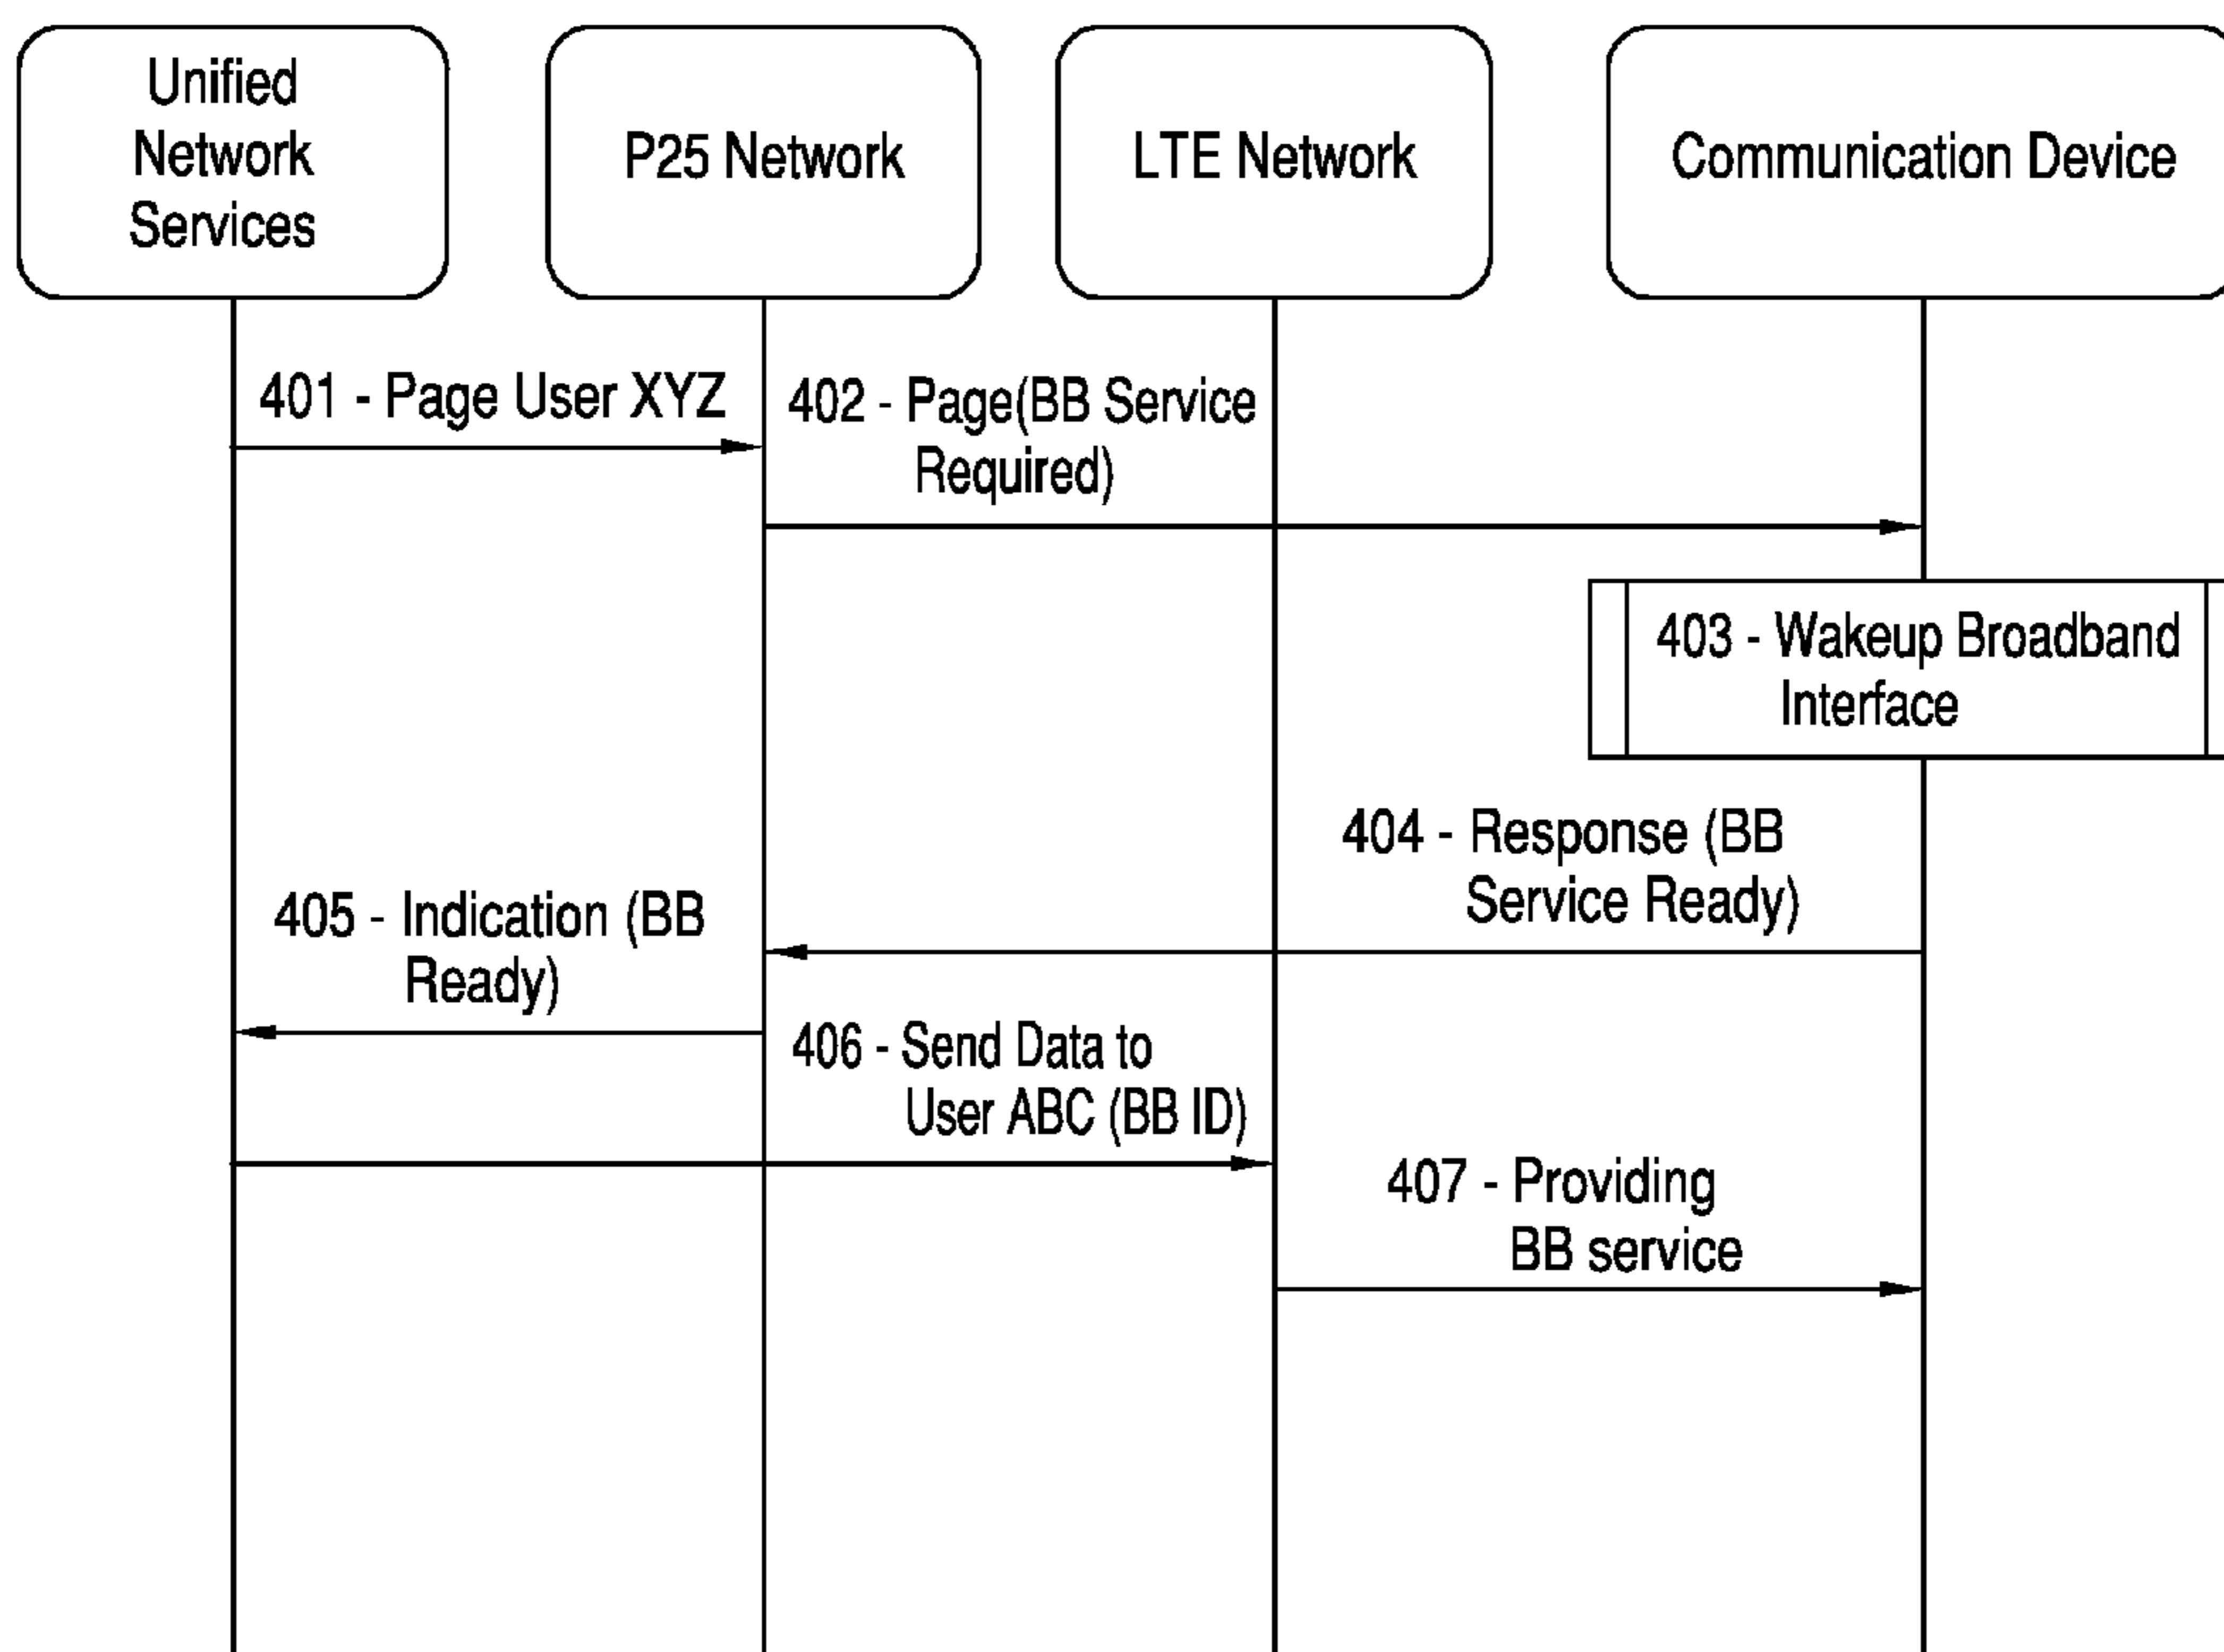 Unified
Network
Services
P25 Network
LTE Network
Communication Device
401 - Page User XYZ
402 - Page(BB Service
Required)
403 - Wakeup Broadband
Interface
404 - Response (BB
Service Ready)
405 - Indication (BB
Ready)
406 - Send Data to
User ABC (BB ID)
407 - Providing
BB service